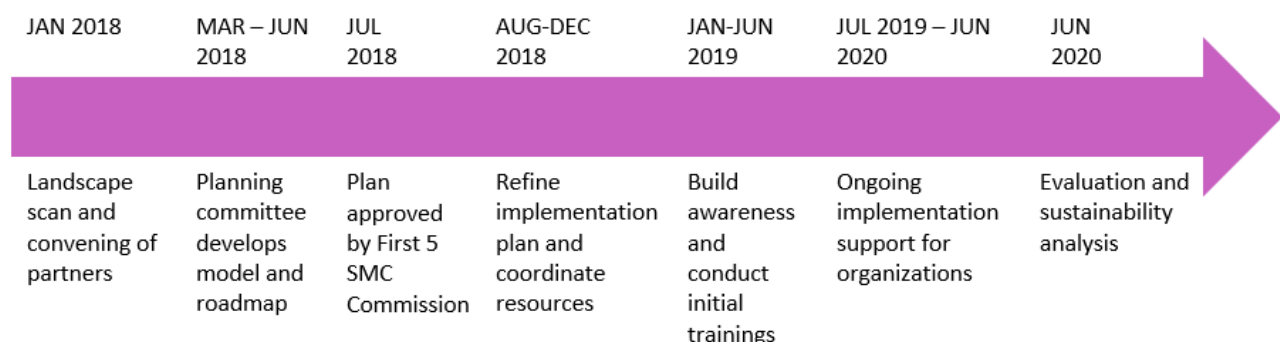 JAN 2018
MAR – JUN
2018
JUL
2018
AUG-DEC
2018
JAN-JUN
2019
JUL 2019 – JUN
2020
JUN
2020
Landscape
scan and
convening of
partners
Planning
committee
develops
model and
roadmap
Plan
approved
by First 5
SMC
Commission
Refine
implementation
plan and
coordinate
resources
Build
awareness
and
conduct
initial
trainings
Ongoing
implementation
support for
organizations
Evaluation and
sustainability
analysis